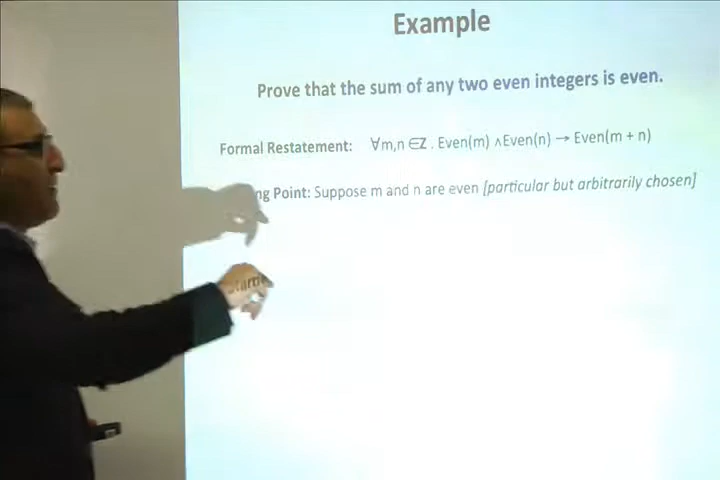 Example
Prove that the sum of any two even integers is even.
Formal Restatement: ∀m,n ∈Z . Even(m) ∧Even(n) → Even(m + n)
ng Point: Suppose m and n are even [particular but arbitrarily chosen]
Starti